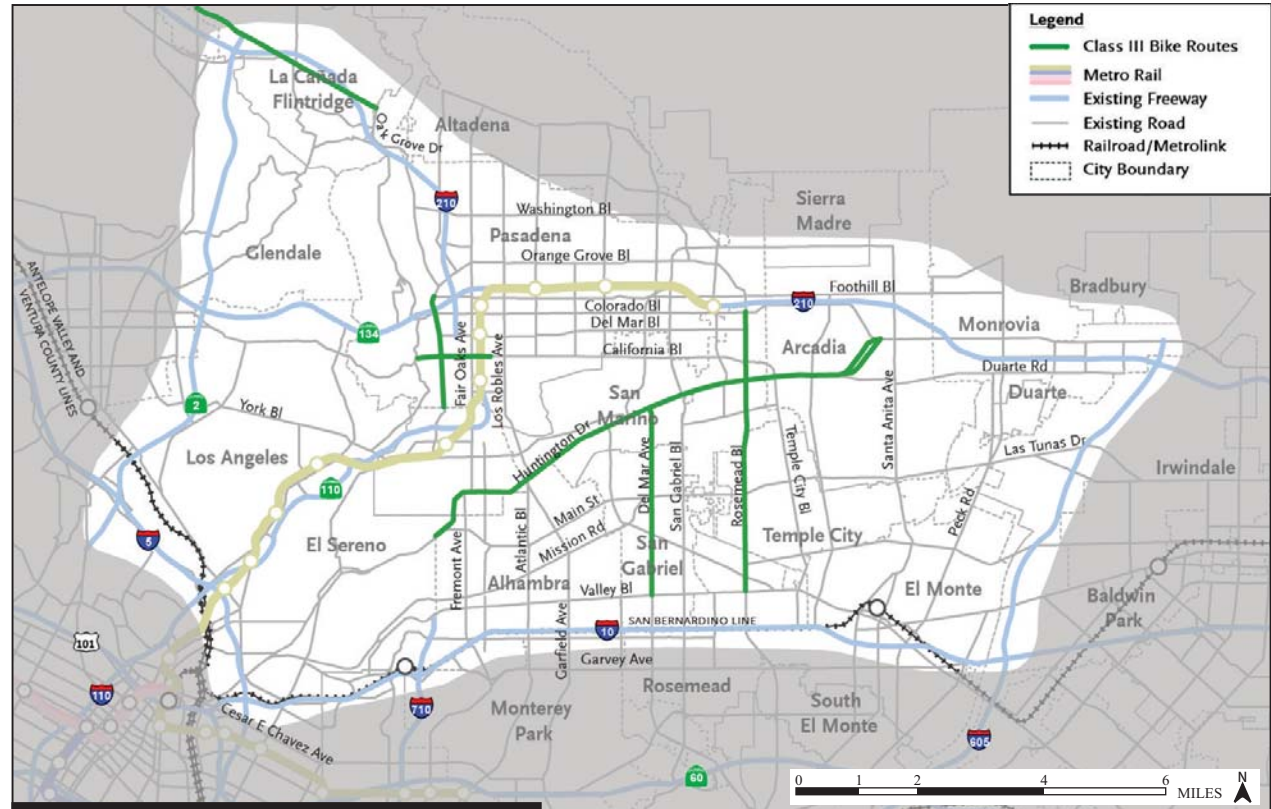 Legend
Class III Bike Routes
Metro Rail
Existing Freeway
Existing Road
Railroad/Metrolink
City Boundary
La Cañada
Flintridge
Oak Grove Dr
Altadena
210
Washington Bl
Sierra
Madre
Pasadena
Glendale
Orange Grove Bl
ANTELOPE VALLEY AND
VENTURA COUNTY LINES
Foothill Bl
210
Bradbury
Colorado Bl
Del Mar Bl
134
Monrovia
California Bl
Arcadia
Fair Oaks Ave
Los Robles Ave
Duarte Rd
Duarte
San
Marino
2
York Bl
Huntington Dr
Santa Anita Ave
Las Tunas Dr
Los Angeles
Irwindale
110
Del Mar Ave
San Gabriel Bl
Rosemead Bl
Temple City Bl
Main St
Mission Rd
Peck Rd
5
El Sereno
Temple City
Fremont Ave
Atlantic Bl
San
Gabriel
Alhambra
Valley Bl
El Monte
Baldwin
Park
SAN BERNARDINO LINE
10
101
Garfield Ave
Garvey Ave
Rosemead
110
710
South
El Monte
Monterey
Park
Cesar E Chavez Ave
605
60
0 1 2 4 6
MILES
N